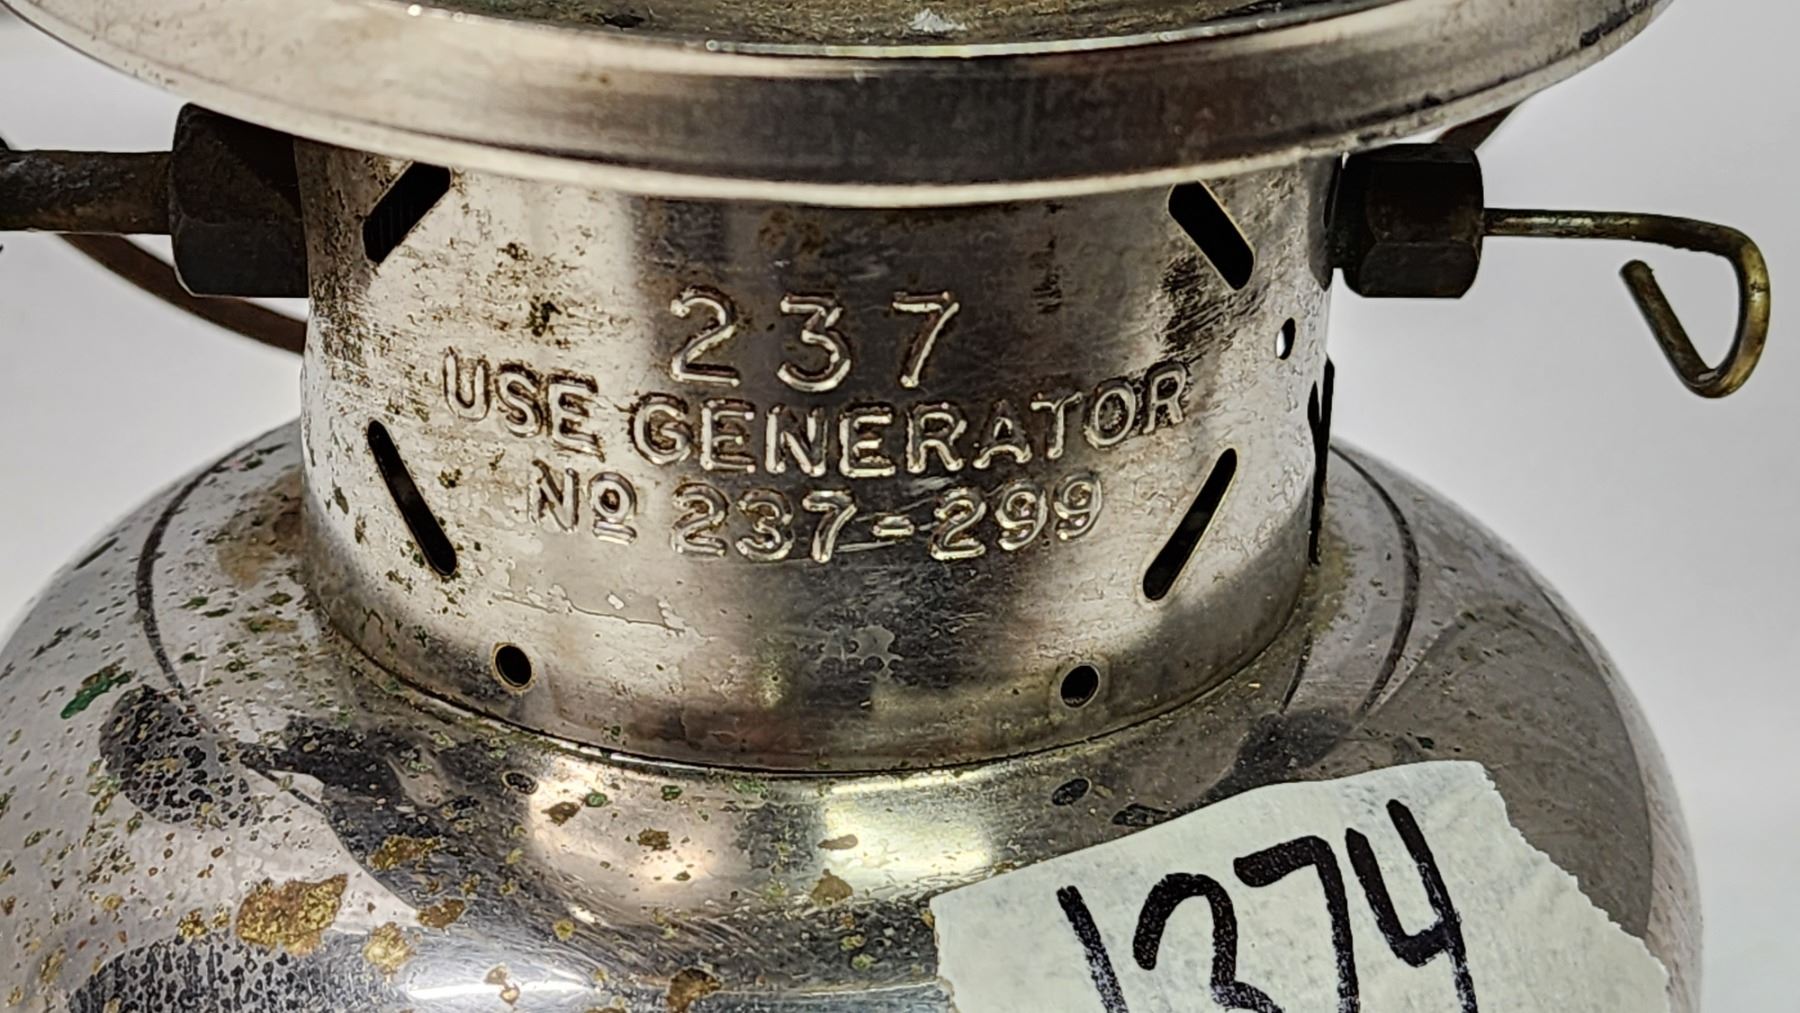 237
USE GENERATOR
Nº 237=299
1374